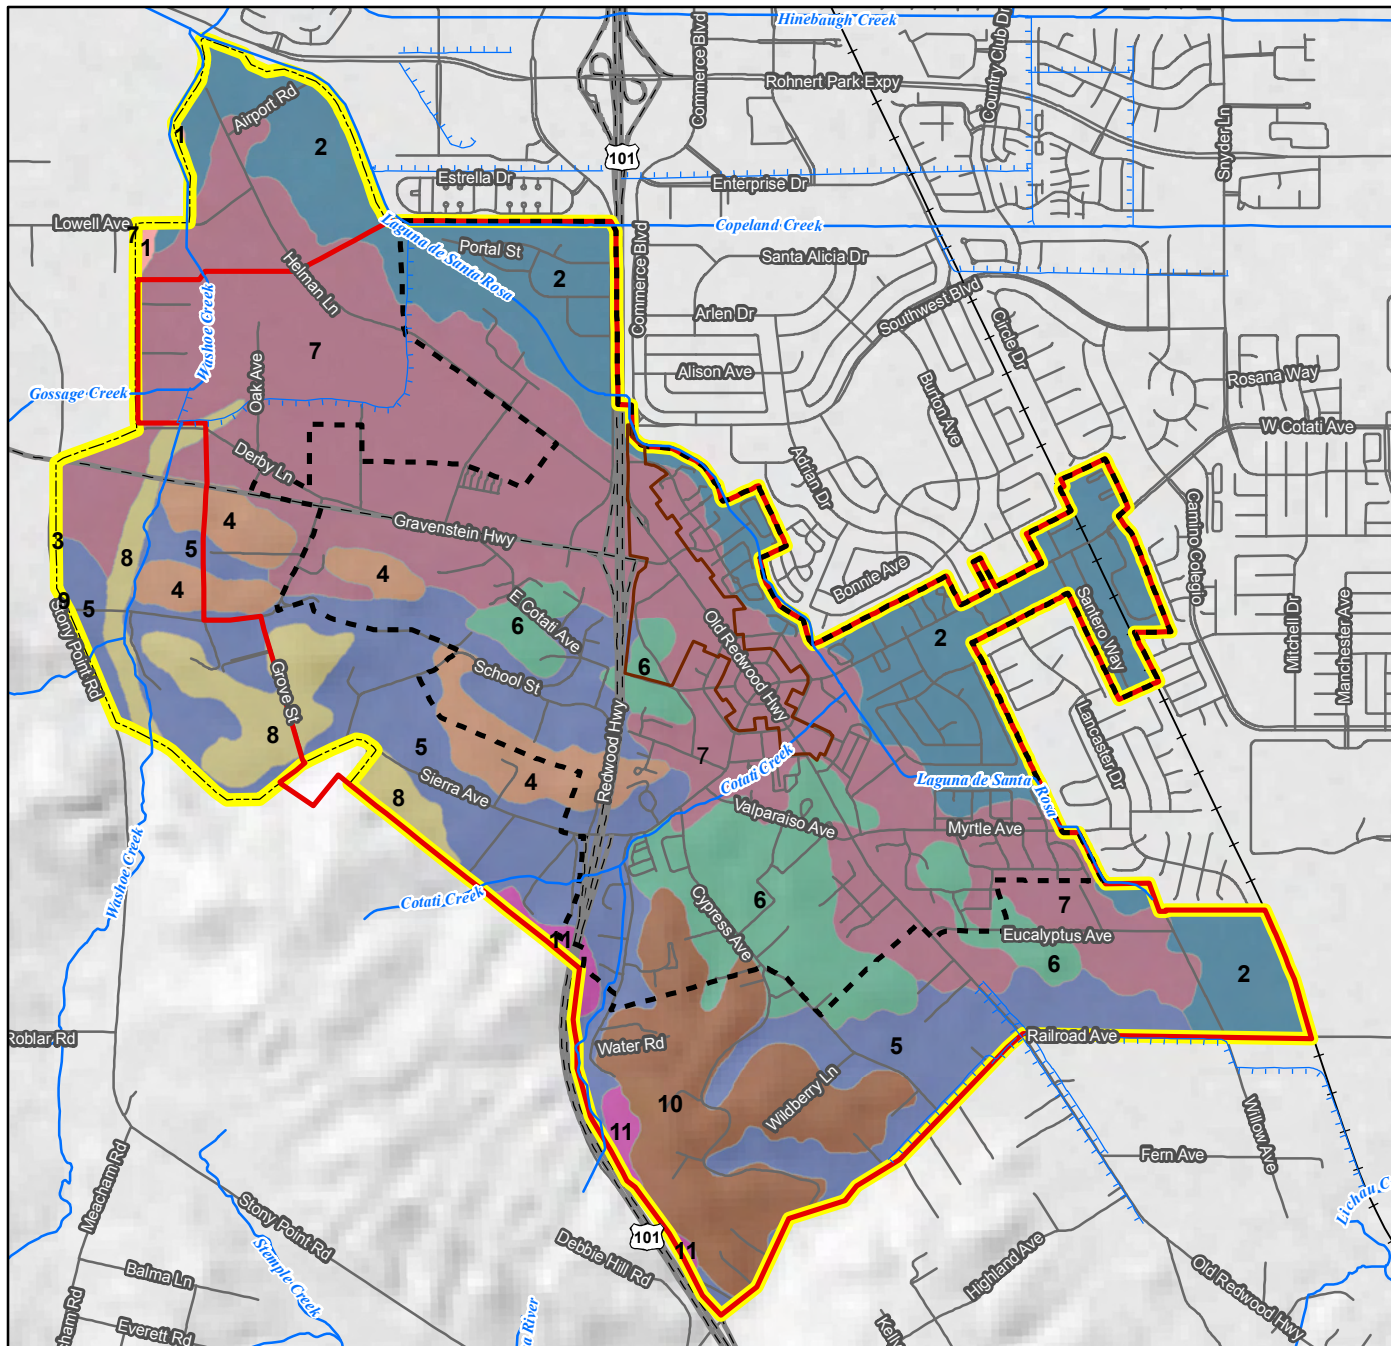 Hinebaugh Creek
Commerce Blvd
Country Club Dr
Rohnert Park Expy
Airport Rd
1
2
101
Snyder Ln
Estrella Dr
Enterprise Dr
Lowell Ave
7
1
Laguna de Santa Rosa
Portal St
Commerce Blvd
Copeland Creek
Santa Alicia Dr
Helman Ln
2
Washoe Creek
Arlen Dr
Southwest Blvd
Circle Dr
7
Oak Ave
Alison Ave
Rosana Way
Gossage Creek
Burton Ave
W Cotati Ave
Derby Ln
Adrian Dr
4
Gravenstein Hwy
Camino Colegio
3
8
5
4
4
Bonnie Ave
9
5
Stony Point Rd
E Cotati Ave
6
Old Redwood Hwy
2
Santero Way
Mitchell Dr
Manchester Ave
School St
6
Grove St
8
5
7
Redwood Hwy
Lancaster Dr
4
Cotati Creek
Laguna de Santa Rosa
Sierra Ave
8
Valparaiso Ave
Myrtle Ave
Washoe Creek
Cotati Creek
Cypress Ave
6
7
11
Eucalyptus Ave
6
2
Roblar Rd
Water Rd
5
Railroad Ave
Wildberry Ln
10
11
Willow Ave
Fern Ave
Meacham Rd
Stony Point Rd
Lichau C
101
11
Debbie Hill Rd
Highland Ave
Balma Ln
Stemple Creek
Old Redwood Hwy
cham Rd
Everett Rd
a River
Kelly